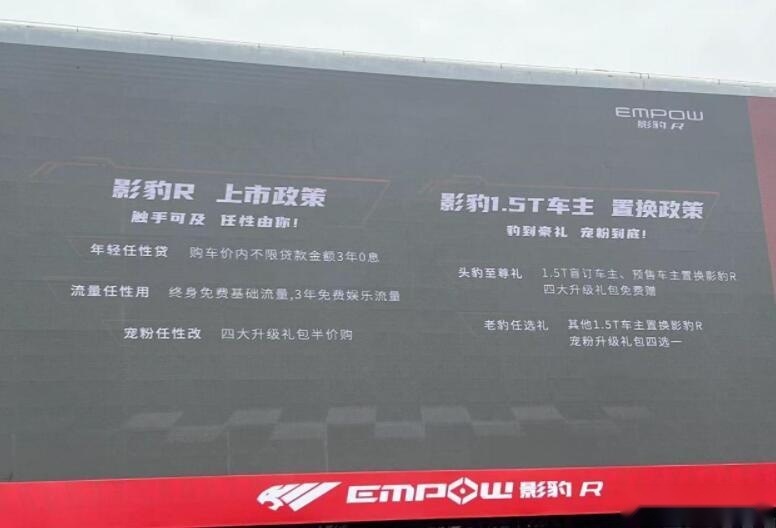 EMPOW
影豹 R
影豹R 上市政策
触手可及 任性由你!
年轻任性贷 购车价内不限贷款金额3年0息
流量任性用 终身免费基础流量,3年免费娱乐流量
宠粉任性改 四大升级礼包半价购
影豹1.5T车主 置换政策
豹到豪礼 宠粉到底!
头豹至尊礼 1.5T盲订车主、预售车主置换影豹R
四大升级礼包免费赠
老豹任选礼 其他1.5T车主置换影豹R
宠粉升级礼包四选一
EMPOW 影豹 R